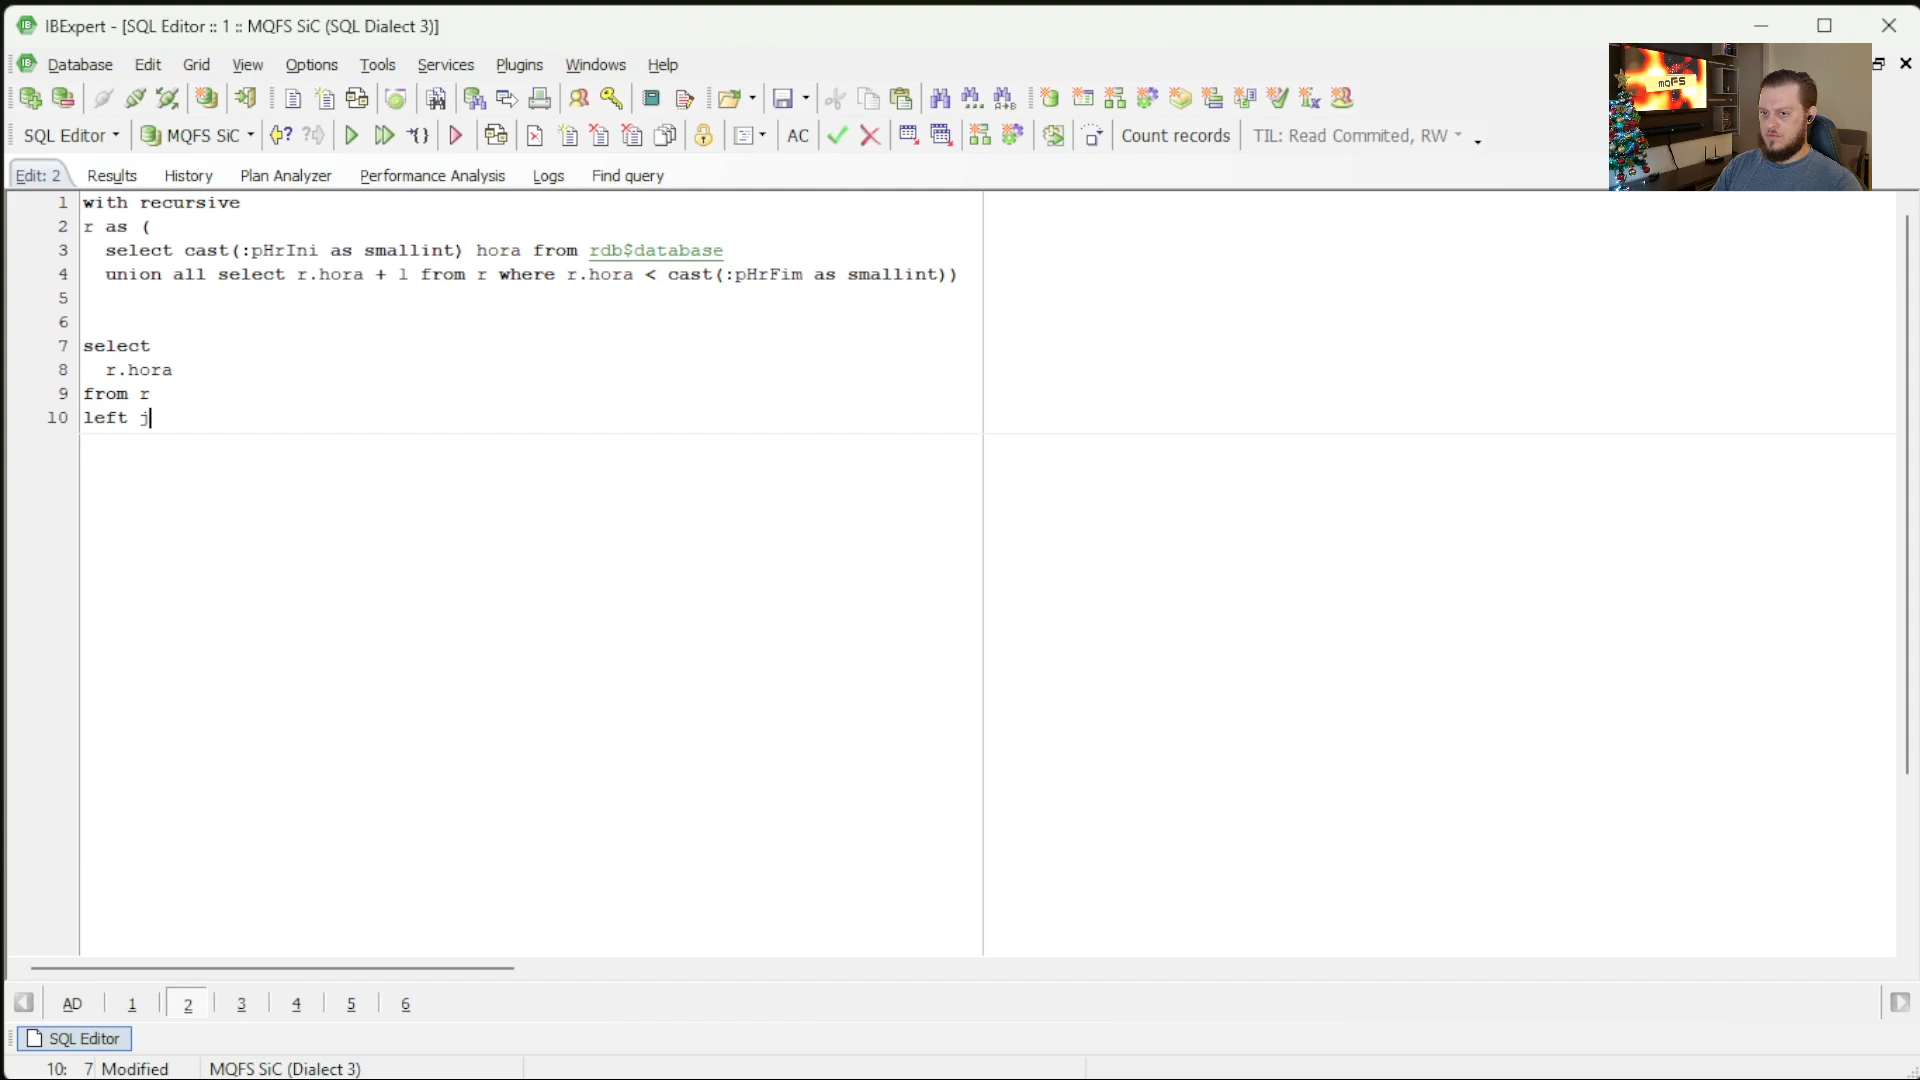 IBExpert - [SQL Editor :: 1 :: MQFS SiC (SQL Dialect 3)]
Database Edit Grid View Options Tools Services Plugins Windows Help
SQL Editor MQFS SiC AC Count records TIL: Read Commited, RW
Edit: 2 Results History Plan Analyzer Performance Analysis Logs Find query
1 with recursive
2 r as (
3 select cast(:pHrIni as smallint) hora from rdb$database
4 union all select r.hora + 1 from r where r.hora < cast(:pHrFim as smallint))
5
6
7 select
8 r.hora
9 from r
10 left j
AD 1 2 3 4 5 6
SQL Editor
10: 7 Modified MQFS SiC (Dialect 3)
mQFS